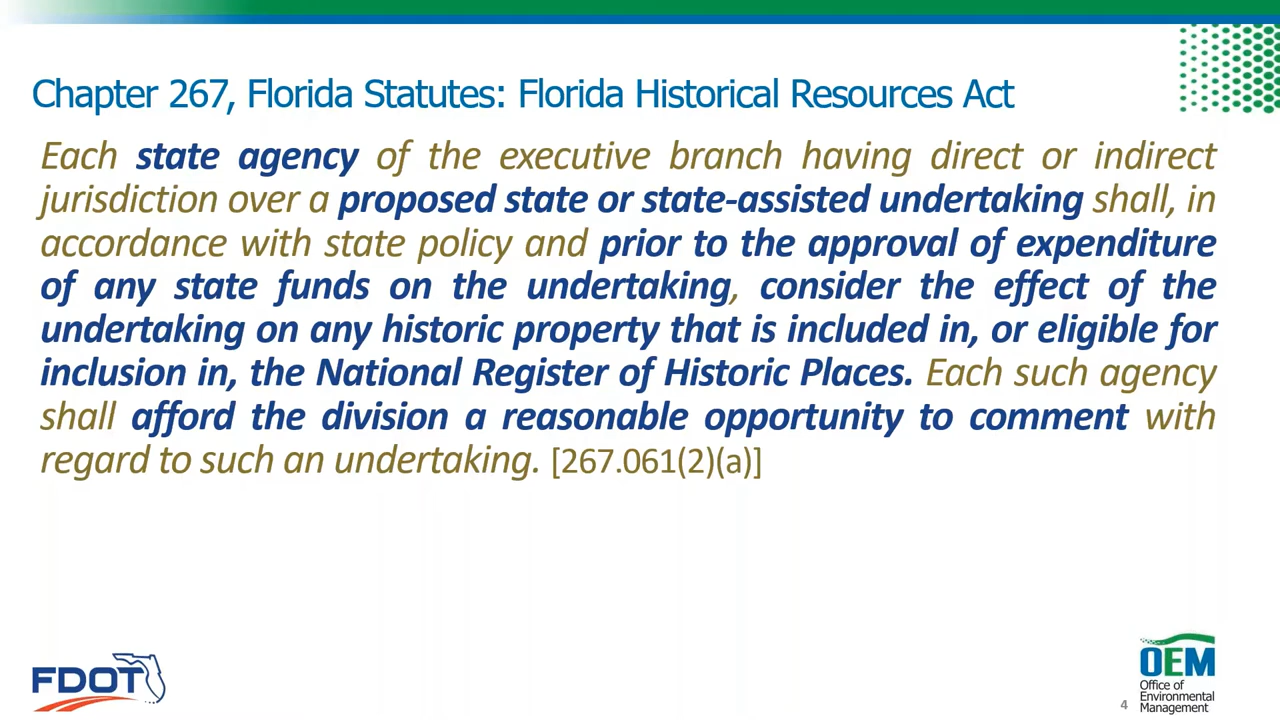 Chapter 267, Florida Statutes: Florida Historical Resources Act
Each state agency of the executive branch having direct or indirect
jurisdiction over a proposed state or state-assisted undertaking shall, in
accordance with state policy and prior to the approval of expenditure
of any state funds on the undertaking, consider the effect of the
undertaking on any historic property that is included in, or eligible for
inclusion in, the National Register of Historic Places. Each such agency
shall afford the division a reasonable opportunity to comment with
regard to such an undertaking. [267.061(2)(a)]
FDOT
4
OEM
Office of
Environmental
Management